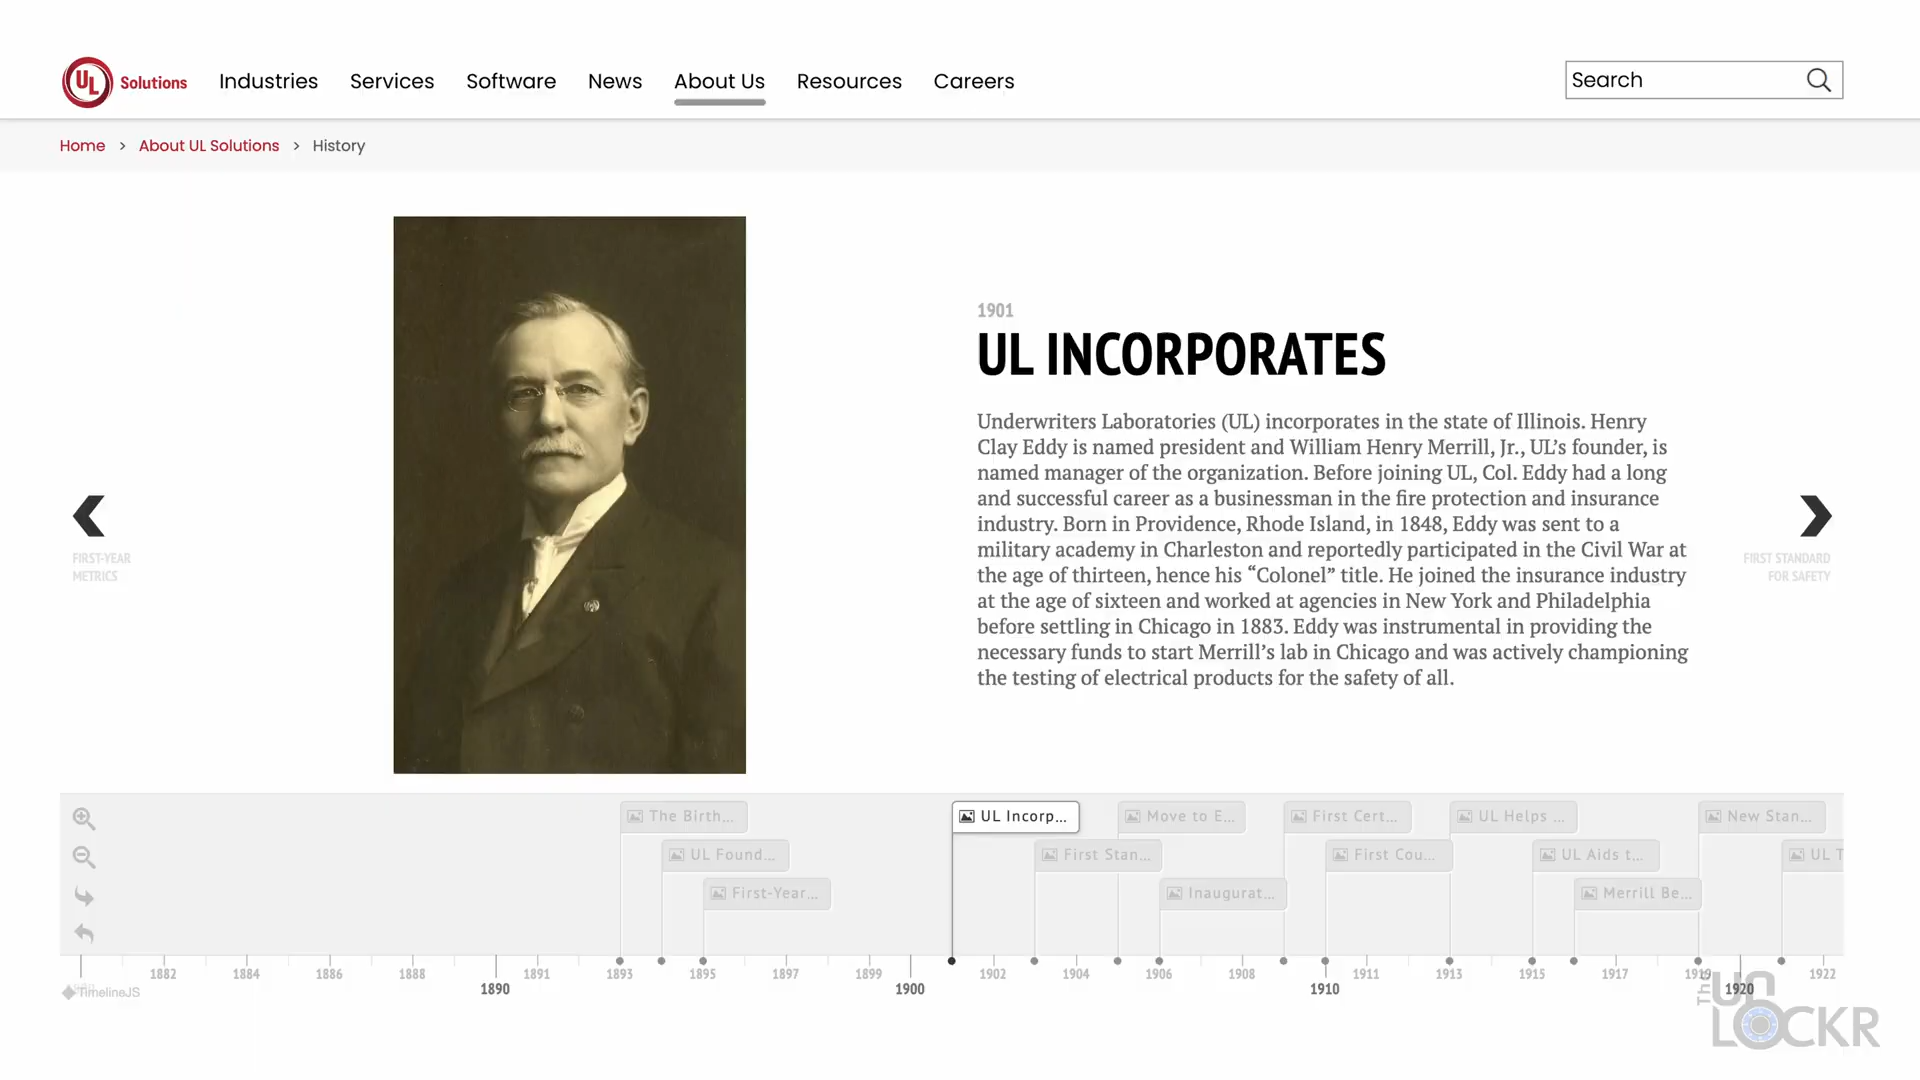 UL Solutions
Industries
Services
Software
News
About Us
Resources
Careers
Search
Home > About UL Solutions > History
1901
UL INCORPORATES
Underwriters Laboratories (UL) incorporates in the state of Illinois. Henry
Clay Eddy is named president and William Henry Merrill, Jr., UL’s founder, is
named manager of the organization. Before joining UL, Col. Eddy had a long
and successful career as a businessman in the fire protection and insurance
industry. Born in Providence, Rhode Island, in 1848, Eddy was sent to a
military academy in Charleston and reportedly participated in the Civil War at
the age of thirteen, hence his “Colonel” title. He joined the insurance industry
at the age of sixteen and worked at agencies in New York and Philadelphia
before settling in Chicago in 1883. Eddy was instrumental in providing the
necessary funds to start Merrill’s lab in Chicago and was actively championing
the testing of electrical products for the safety of all.
FIRST-YEAR
METRICS
FIRST STANDARD
FOR SAFETY
The Birth...
UL Incorp...
Move to E...
First Cert...
UL Helps ...
New Stan...
UL Found...
First Stan...
First Cou...
UL Aids t...
UL T
First-Year...
Inaugurat...
Merrill Be...
1882
1884
1886
1888
1890
1891
1893
1895
1897
1899
1900
1902
1904
1906
1908
1910
1911
1913
1915
1917
1919
1920
1922
TimelineJS
The
UN
LOCKR